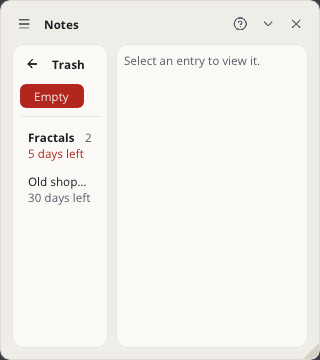 Notes
Trash
Empty
Fractals 2
5 days left
Old shop...
30 days left
Select an entry to view it.